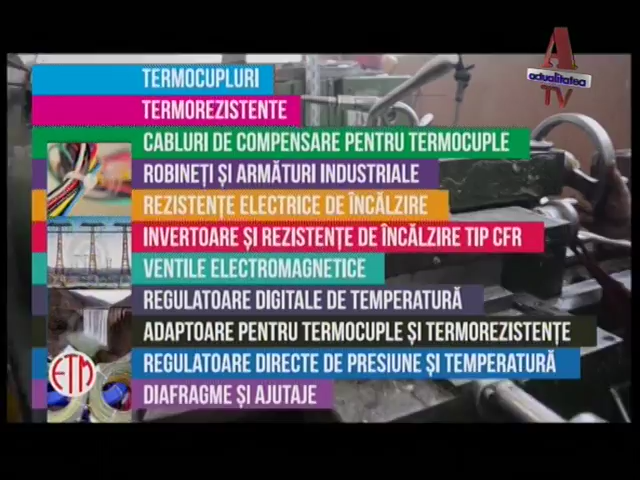 A
actualitatea
TV
TERMOCUPLURI
TERMOREZISTENTE
CABLURI DE COMPENSARE PENTRU TERMOCUPLE
ROBINEȚI ȘI ARMĂTURI INDUSTRIALE
REZISTENȚE ELECTRICE DE ÎNCĂLZIRE
INVERTOARE ȘI REZISTENȚE DE ÎNCĂLZIRE TIP CFR
VENTILE ELECTROMAGNETICE
REGULATOARE DIGITALE DE TEMPERATURĂ
ADAPTOARE PENTRU TERMOCUPLE ȘI TERMOREZISTENȚE
REGULATOARE DIRECTE DE PRESIUNE ȘI TEMPERATURĂ
ETM
DIAFRAGME ȘI AJUTAJE